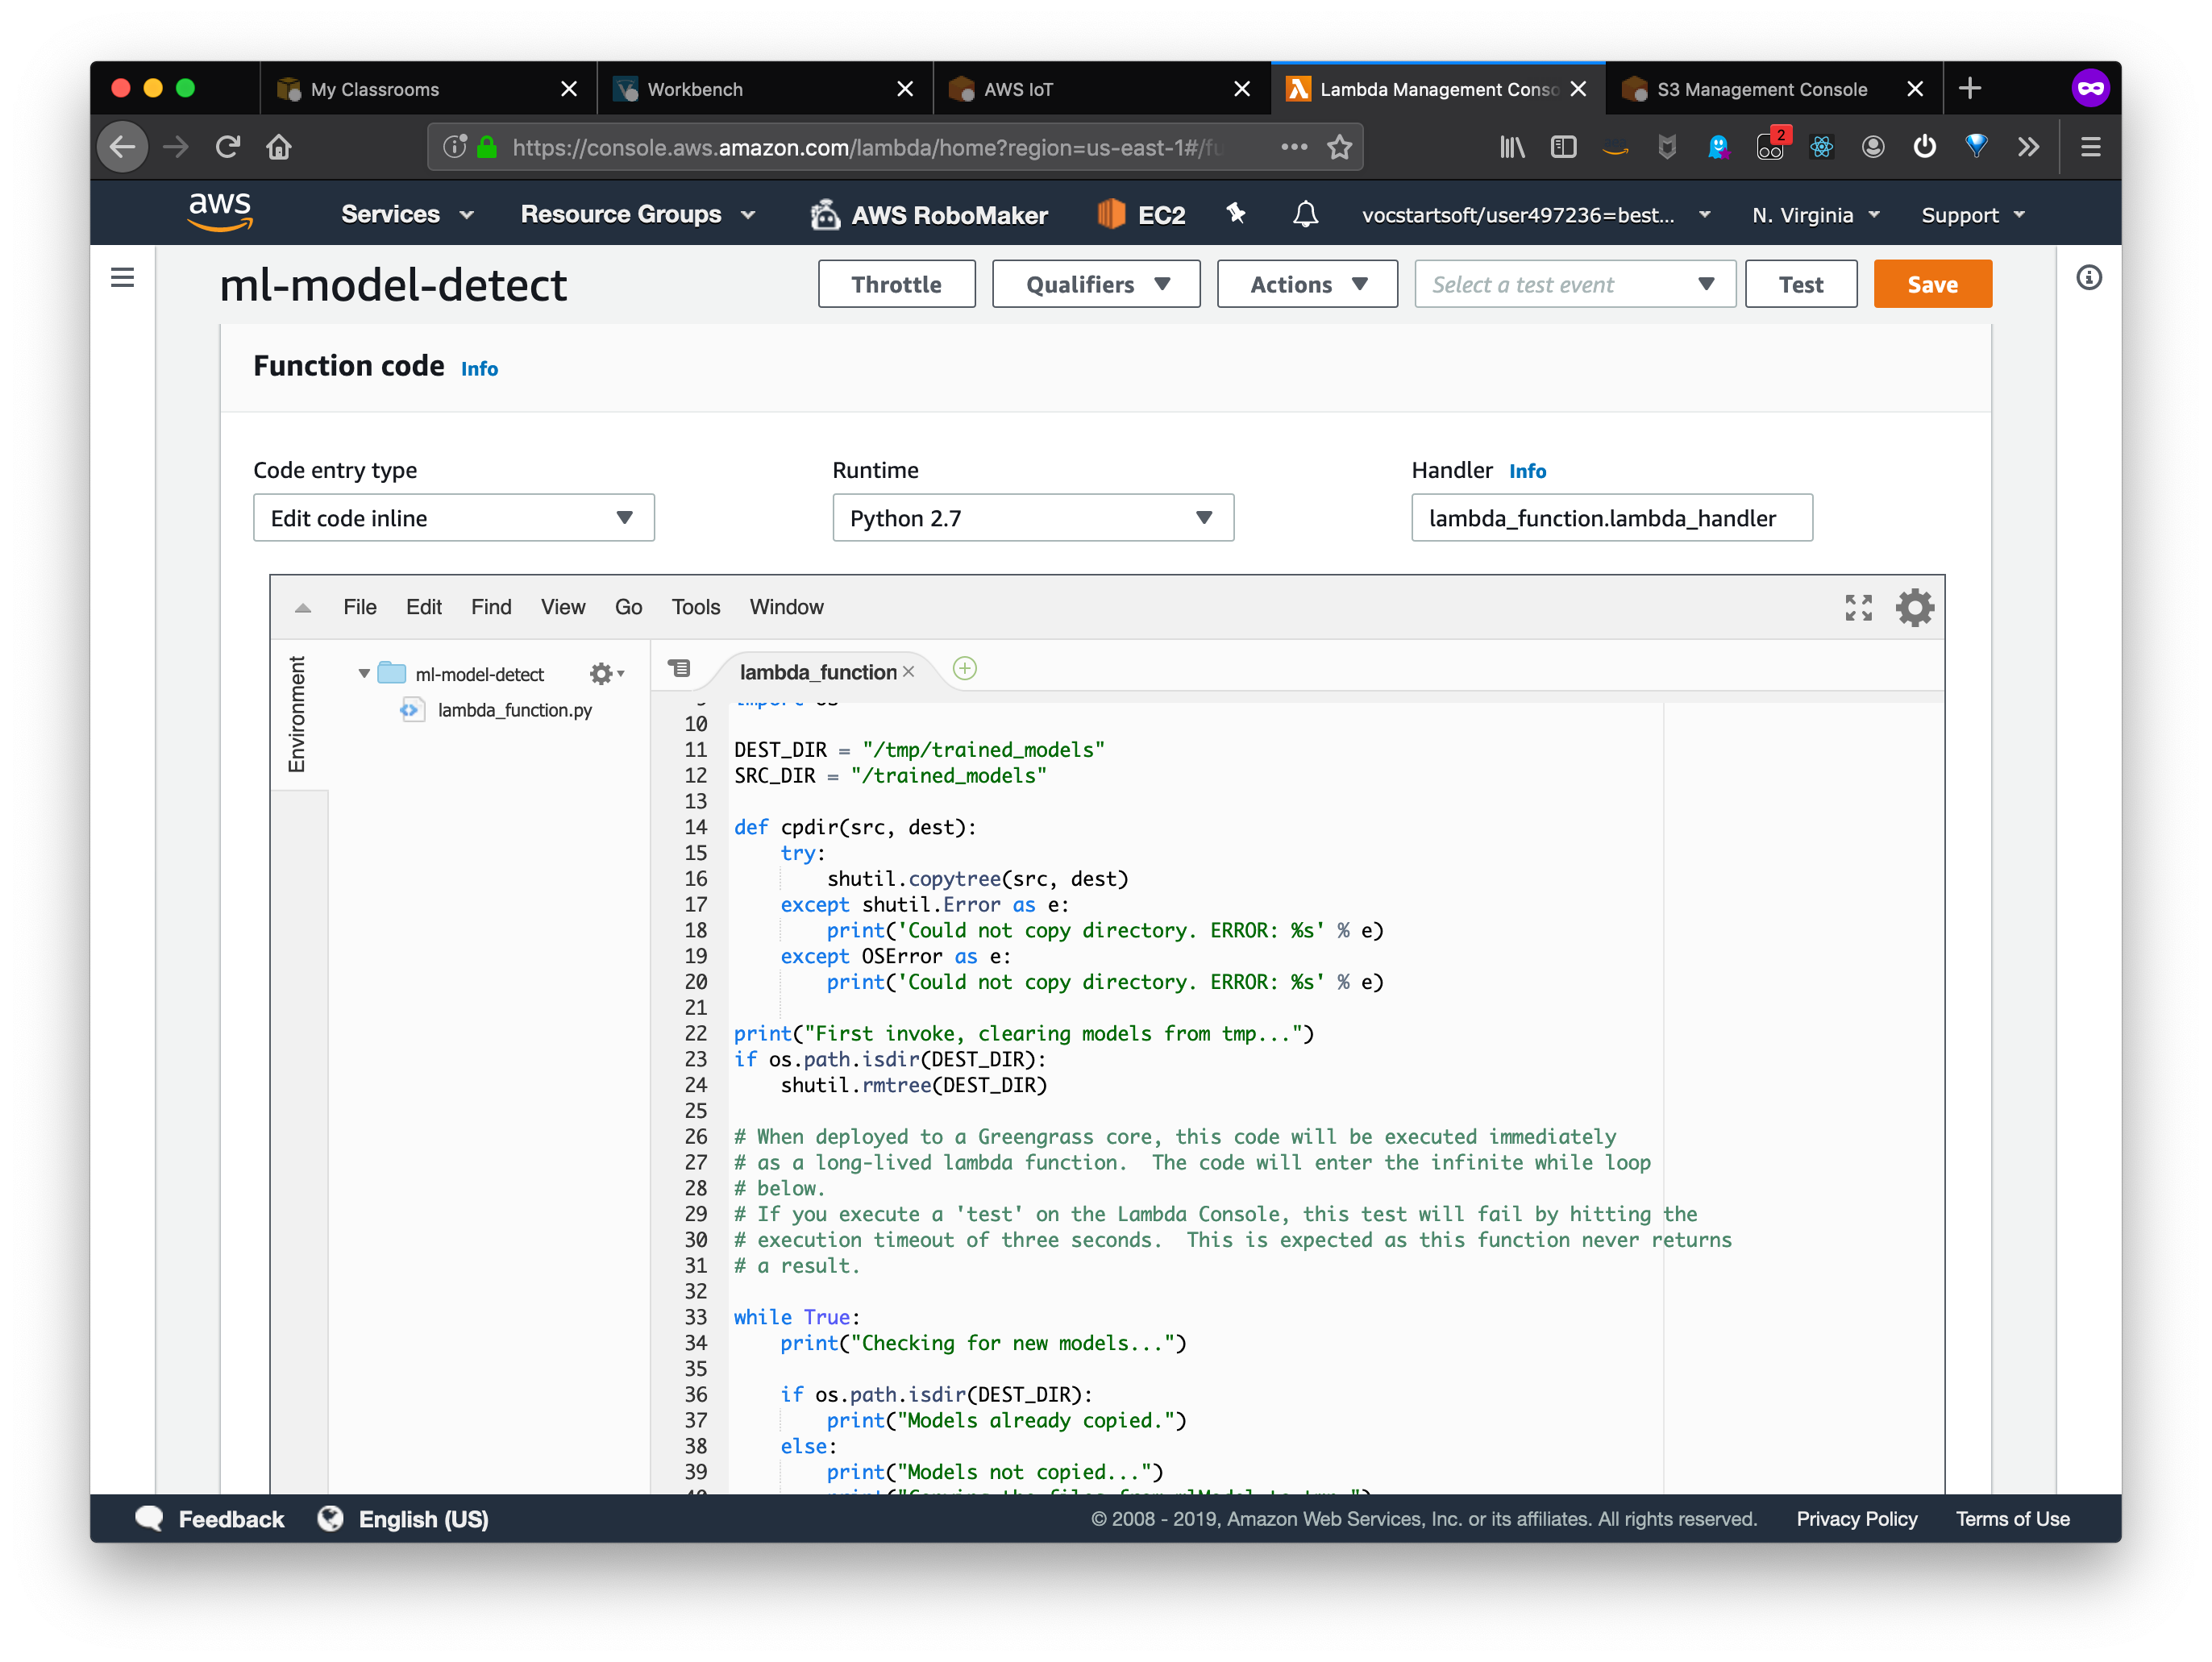 My Classrooms
Workbench
AWS IoT
Lambda Management Conso
S3 Management Console
https://console.aws.amazon.com/lambda/home?region=us-east-1#/fu
2
aws
Services
Resource Groups
AWS RoboMaker
EC2
vocstartsoft/user497236=best...
N. Virginia
Support
ml-model-detect
Throttle
Qualifiers
Actions
Select a test event
Test
Save
Function code Info
Code entry type
Runtime
Handler Info
Edit code inline
Python 2.7
lambda_function.lambda_handler
File Edit Find View Go Tools Window
Environment
ml-model-detect
lambda_function.py
lambda_function
9 import os
10
11 DEST_DIR = "/tmp/trained_models"
12 SRC_DIR = "/trained_models"
13
14 def cpdir(src, dest):
15     try:
16         shutil.copytree(src, dest)
17     except shutil.Error as e:
18         print('Could not copy directory. ERROR: %s' % e)
19     except OSError as e:
20         print('Could not copy directory. ERROR: %s' % e)
21
22 print("First invoke, clearing models from tmp...")
23 if os.path.isdir(DEST_DIR):
24     shutil.rmtree(DEST_DIR)
25
26 # When deployed to a Greengrass core, this code will be executed immediately
27 # as a long-lived lambda function.  The code will enter the infinite while loop
28 # below.
29 # If you execute a 'test' on the Lambda Console, this test will fail by hitting the
30 # execution timeout of three seconds.  This is expected as this function never returns
31 # a result.
32
33 while True:
34     print("Checking for new models...")
35
36     if os.path.isdir(DEST_DIR):
37         print("Models already copied.")
38     else:
39         print("Models not copied...")
40         print("Copying the files from mlModel to tmp.")
Feedback
English (US)
© 2008 - 2019, Amazon Web Services, Inc. or its affiliates. All rights reserved.
Privacy Policy
Terms of Use